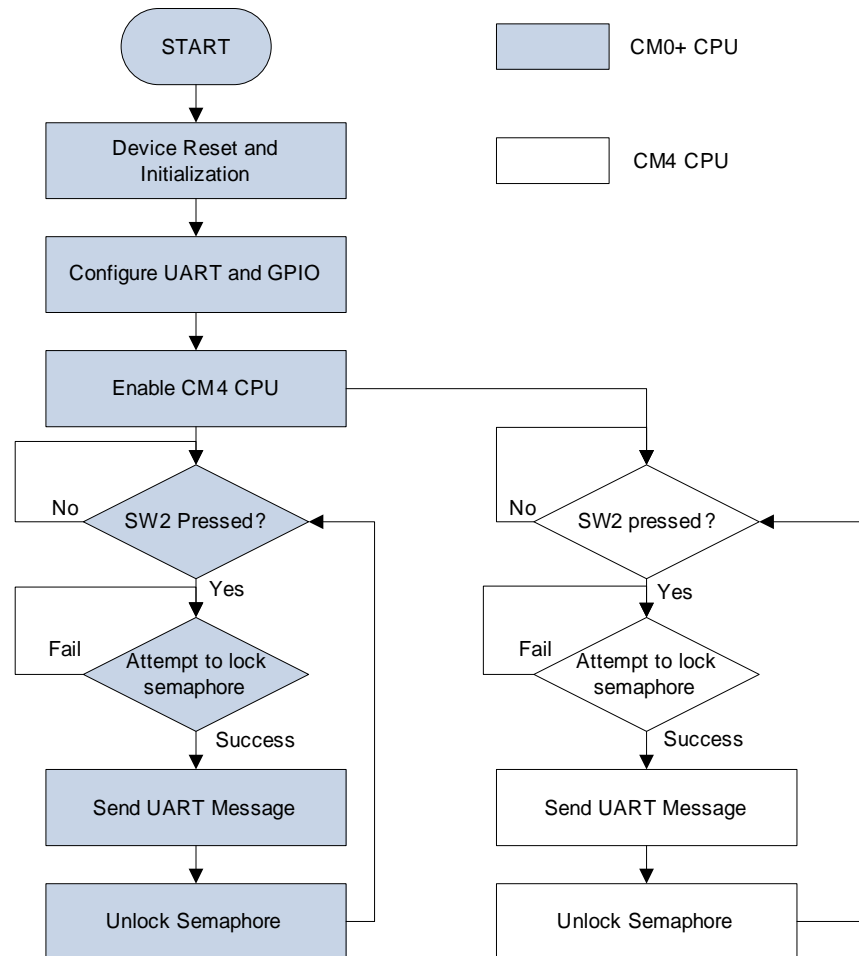 START
CM0+ CPU
Device Reset and
Initialization
CM4 CPU
Configure UART and GPIO
Enable CM4 CPU
No
SW2 Pressed?
Yes
Fail
Attempt to lock
semaphore
Success
Send UART Message
Unlock Semaphore
No
SW2 pressed?
Yes
Fail
Attempt to lock
semaphore
Success
Send UART Message
Unlock Semaphore